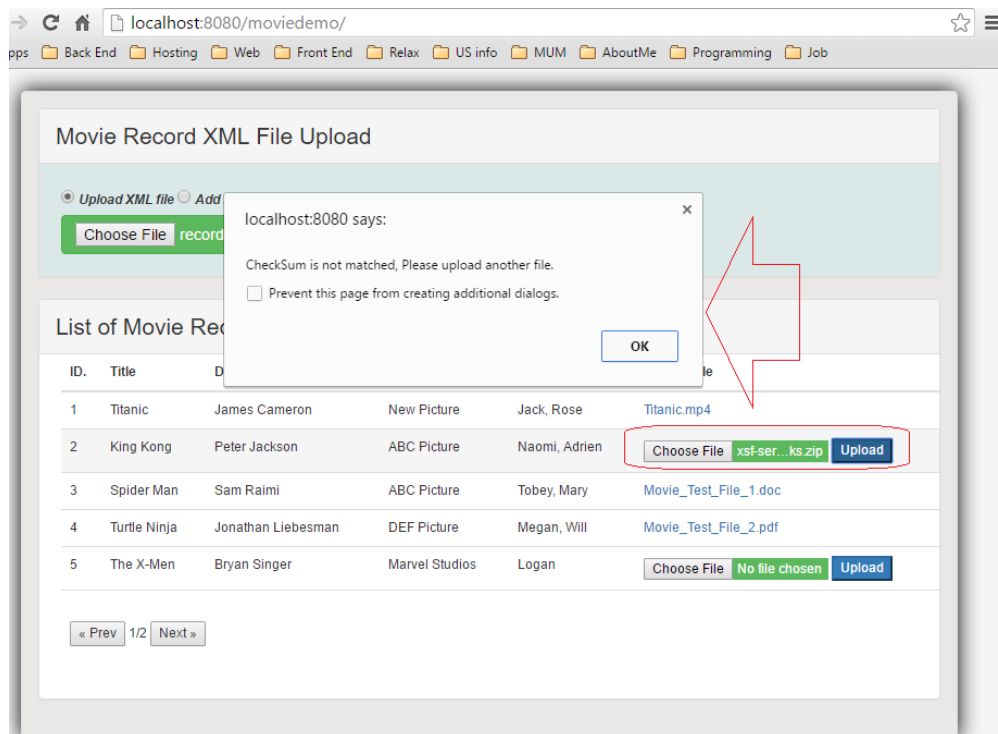 localhost:8080/moviedemo/
pps Back End Hosting Web Front End Relax US info MUM AboutMe Programming Job
Movie Record XML File Upload
Upload XML file Add
Choose File record
localhost:8080 says:
CheckSum is not matched, Please upload another file.
Prevent this page from creating additional dialogs.
OK
List of Movie Rec
ID. Title D le
1 Titanic James Cameron New Picture Jack, Rose Titanic.mp4
2 King Kong Peter Jackson ABC Picture Naomi, Adrien Choose File xsf-ser...ks.zip Upload
3 Spider Man Sam Raimi ABC Picture Tobey, Mary Movie_Test_File_1.doc
4 Turtle Ninja Jonathan Liebesman DEF Picture Megan, Will Movie_Test_File_2.pdf
5 The X-Men Bryan Singer Marvel Studios Logan Choose File No file chosen Upload
« Prev 1/2 Next »